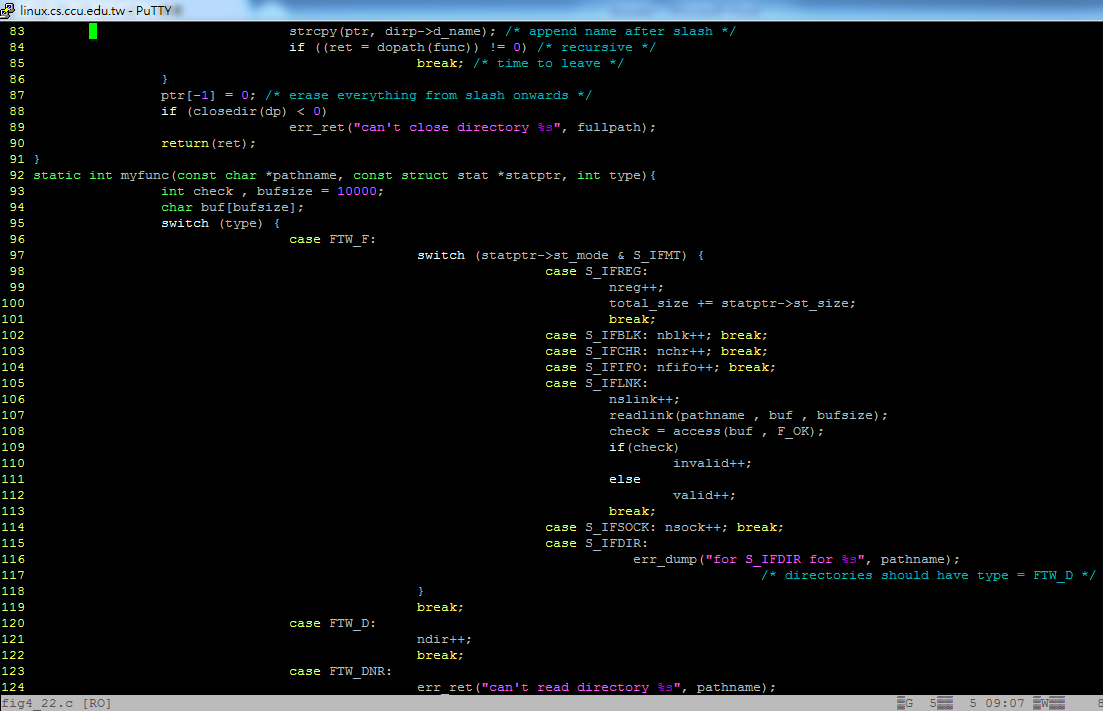 linux.cs.ccu.edu.tw - PuTTY
83 strcpy(ptr, dirp->d_name); /* append name after slash */
84 if ((ret = dopath(func)) != 0) /* recursive */
85 break; /* time to leave */
86 }
87 ptr[-1] = 0; /* erase everything from slash onwards */
88 if (closedir(dp) < 0)
89 err_ret("can't close directory %s", fullpath);
90 return(ret);
91 }
92 static int myfunc(const char *pathname, const struct stat *statptr, int type){
93 int check , bufsize = 10000;
94 char buf[bufsize];
95 switch (type) {
96 case FTW_F:
97 switch (statptr->st_mode & S_IFMT) {
98 case S_IFREG:
99 nreg++;
100 total_size += statptr->st_size;
101 break;
102 case S_IFBLK: nblk++; break;
103 case S_IFCHR: nchr++; break;
104 case S_IFIFO: nfifo++; break;
105 case S_IFLNK:
106 nslink++;
107 readlink(pathname , buf , bufsize);
108 check = access(buf , F_OK);
109 if(check)
110 invalid++;
111 else
112 valid++;
113 break;
114 case S_IFSOCK: nsock++; break;
115 case S_IFDIR:
116 err_dump("for S_IFDIR for %s", pathname);
117 /* directories should have type = FTW_D */
118 }
119 break;
120 case FTW_D:
121 ndir++;
122 break;
123 case FTW_DNR:
124 err_ret("can't read directory %s", pathname);
fig4_22.c [RO] G 5 5 09:07 W 8